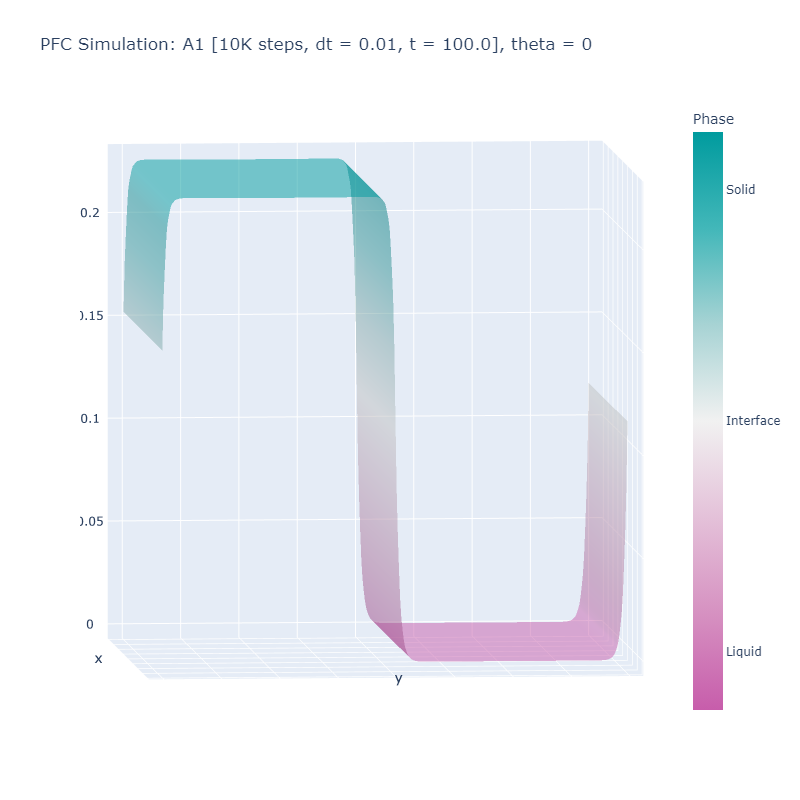 PFC Simulation: A1 [10K steps, dt = 0.01, t = 100.0], theta = 0
Phase
Solid
Interface
Liquid
0.2
0.15
0.1
0.05
0
x
y